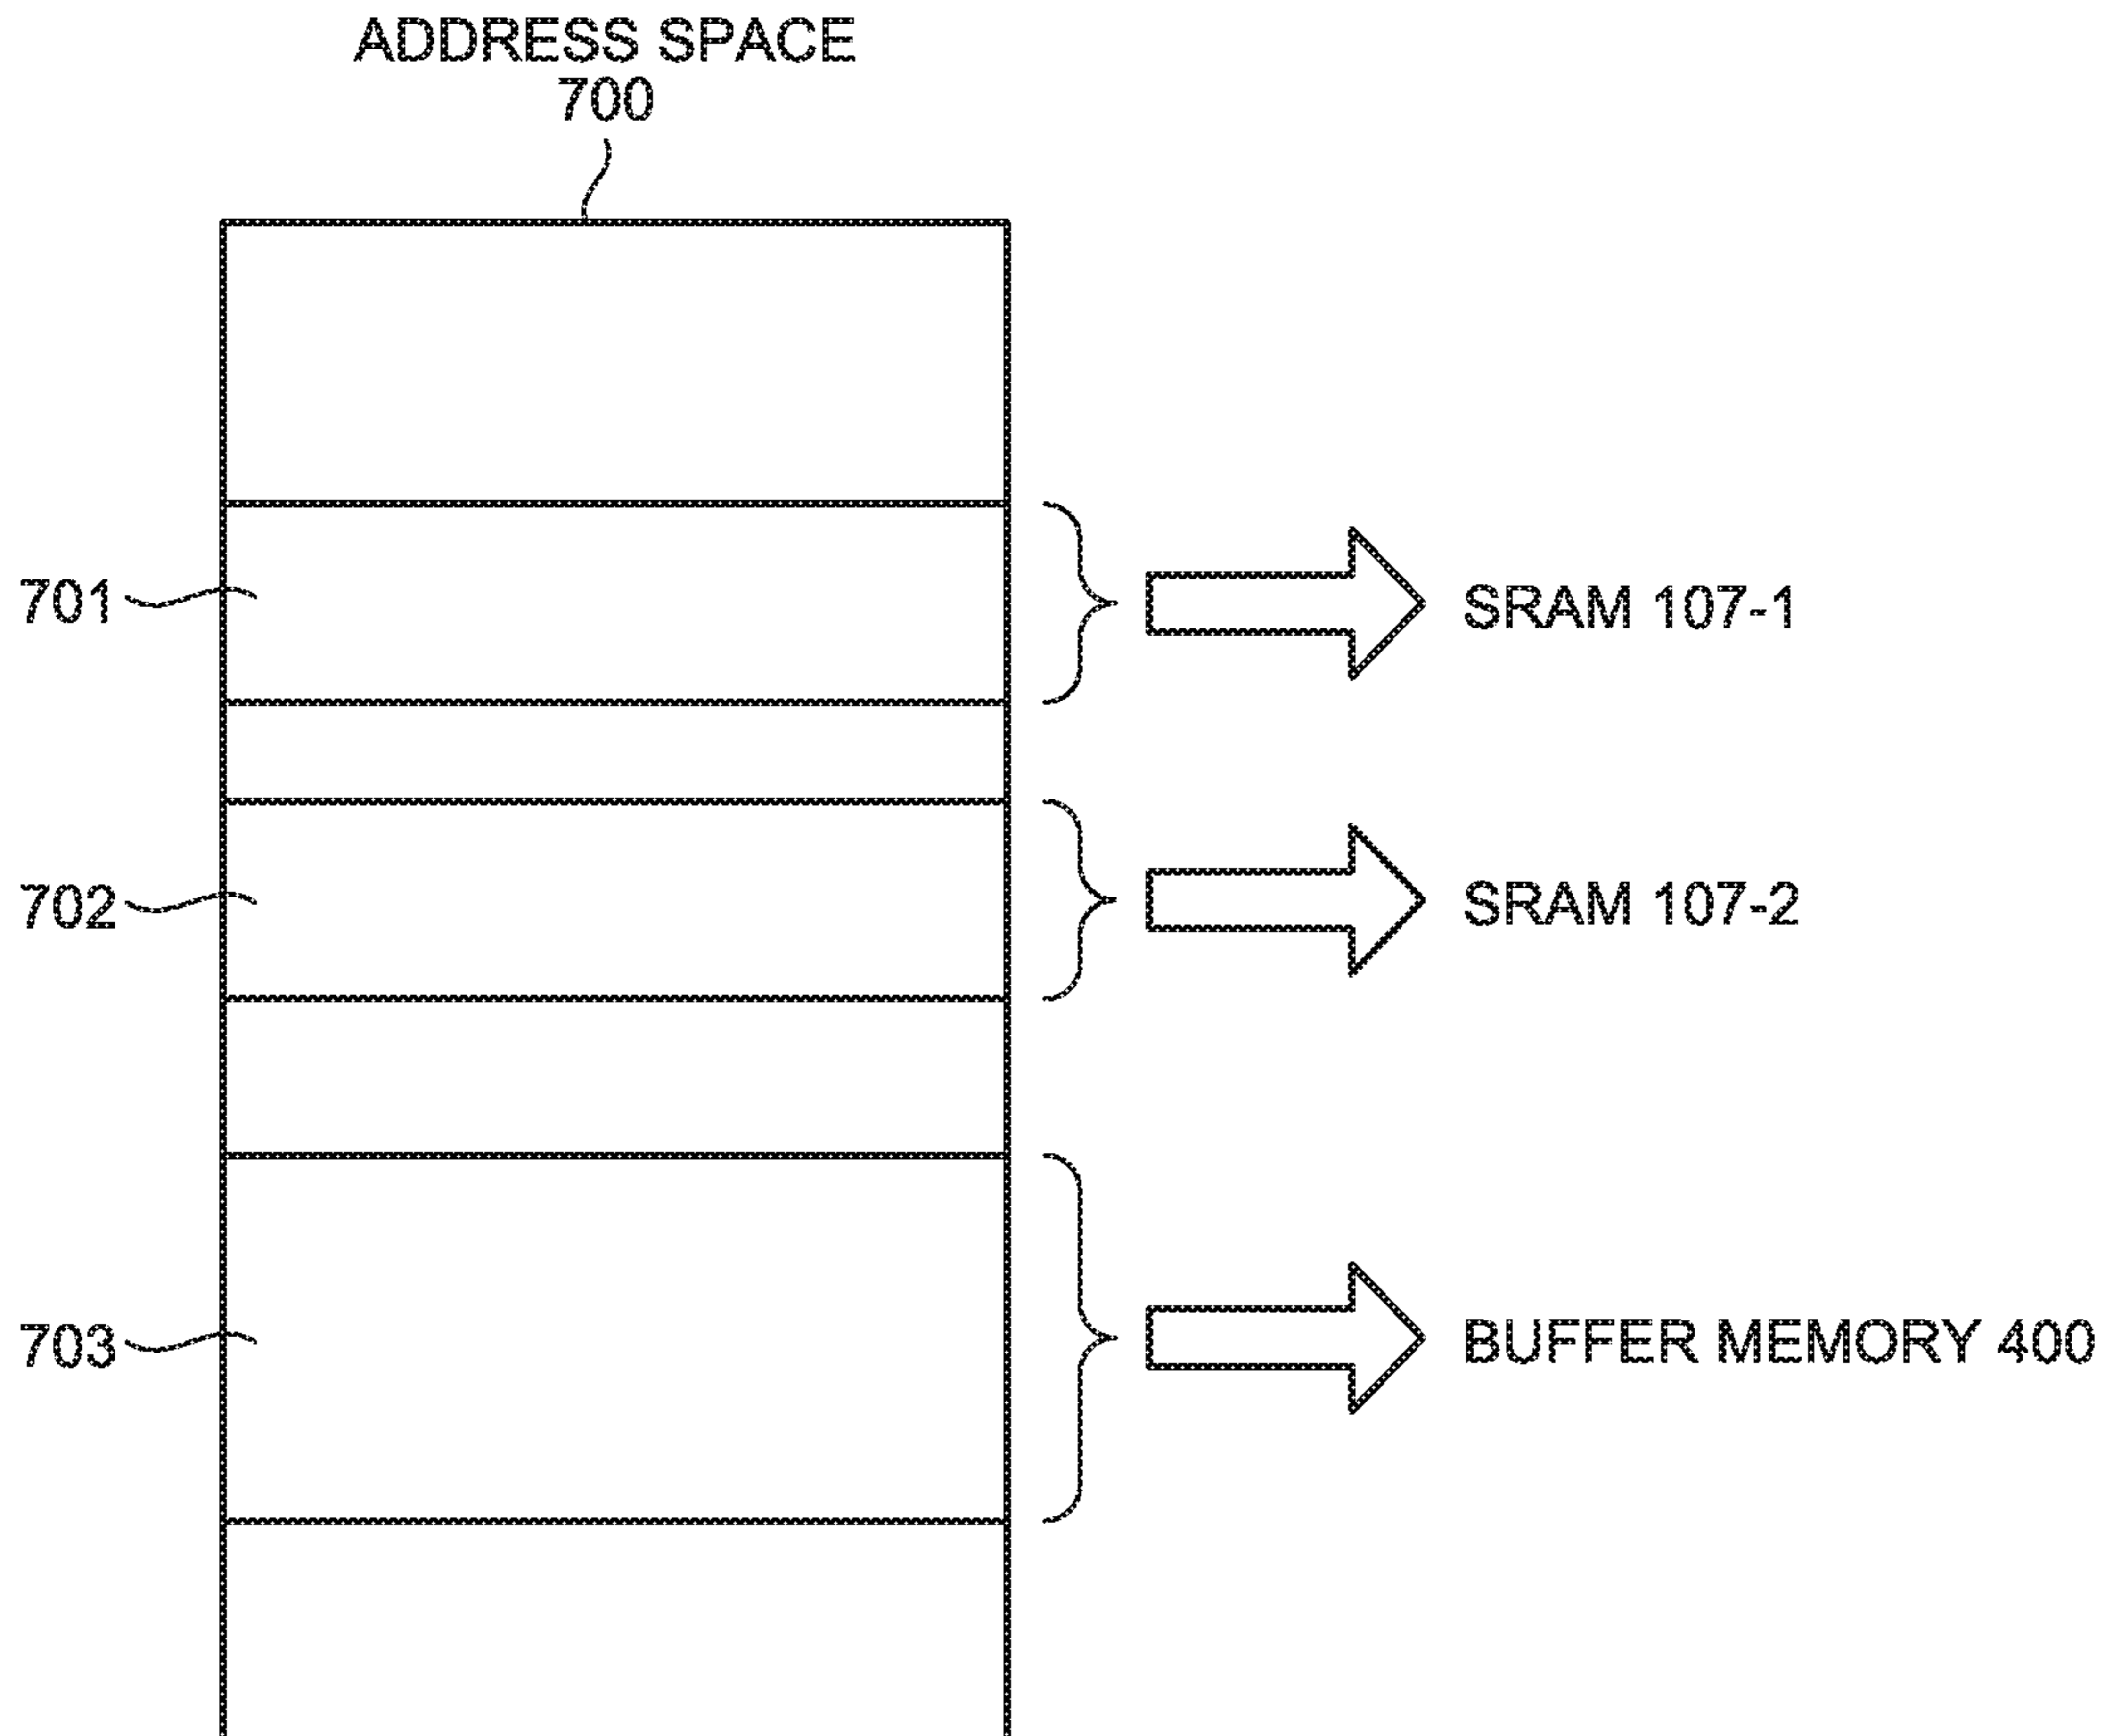 ADDRESS SPACE
700
701
SRAM 107-1
702
SRAM 107-2
703
BUFFER MEMORY 400